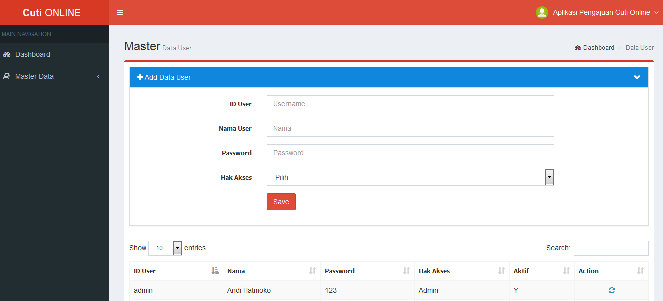 Cuti ONLINE
Aplikasi Pengajuan Cuti Online
MAIN NAVIGATION
Dashboard
Master Data
Master Data User
Dashboard
Data User
Add Data User
ID User
Username
Nama User
Nama
Password
Password
Hak Akses
Pilih
Save
Show 10 entries
Search:
ID User Nama Password Hak Akses Aktif Action
admin Andi Hatmoko 123 Admin Y